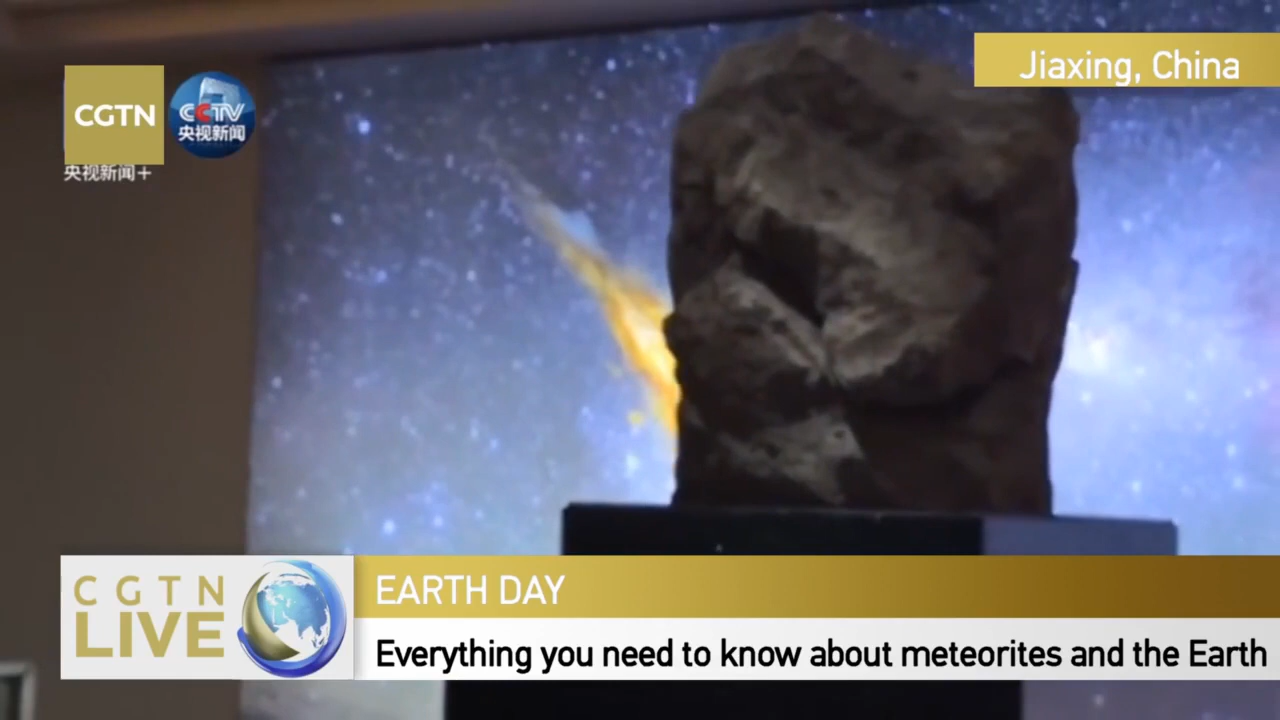 Jiaxing, China
CGTN
CCTV
央视新闻
央视新闻+
CGTN
LIVE
EARTH DAY
Everything you need to know about meteorites and the Earth